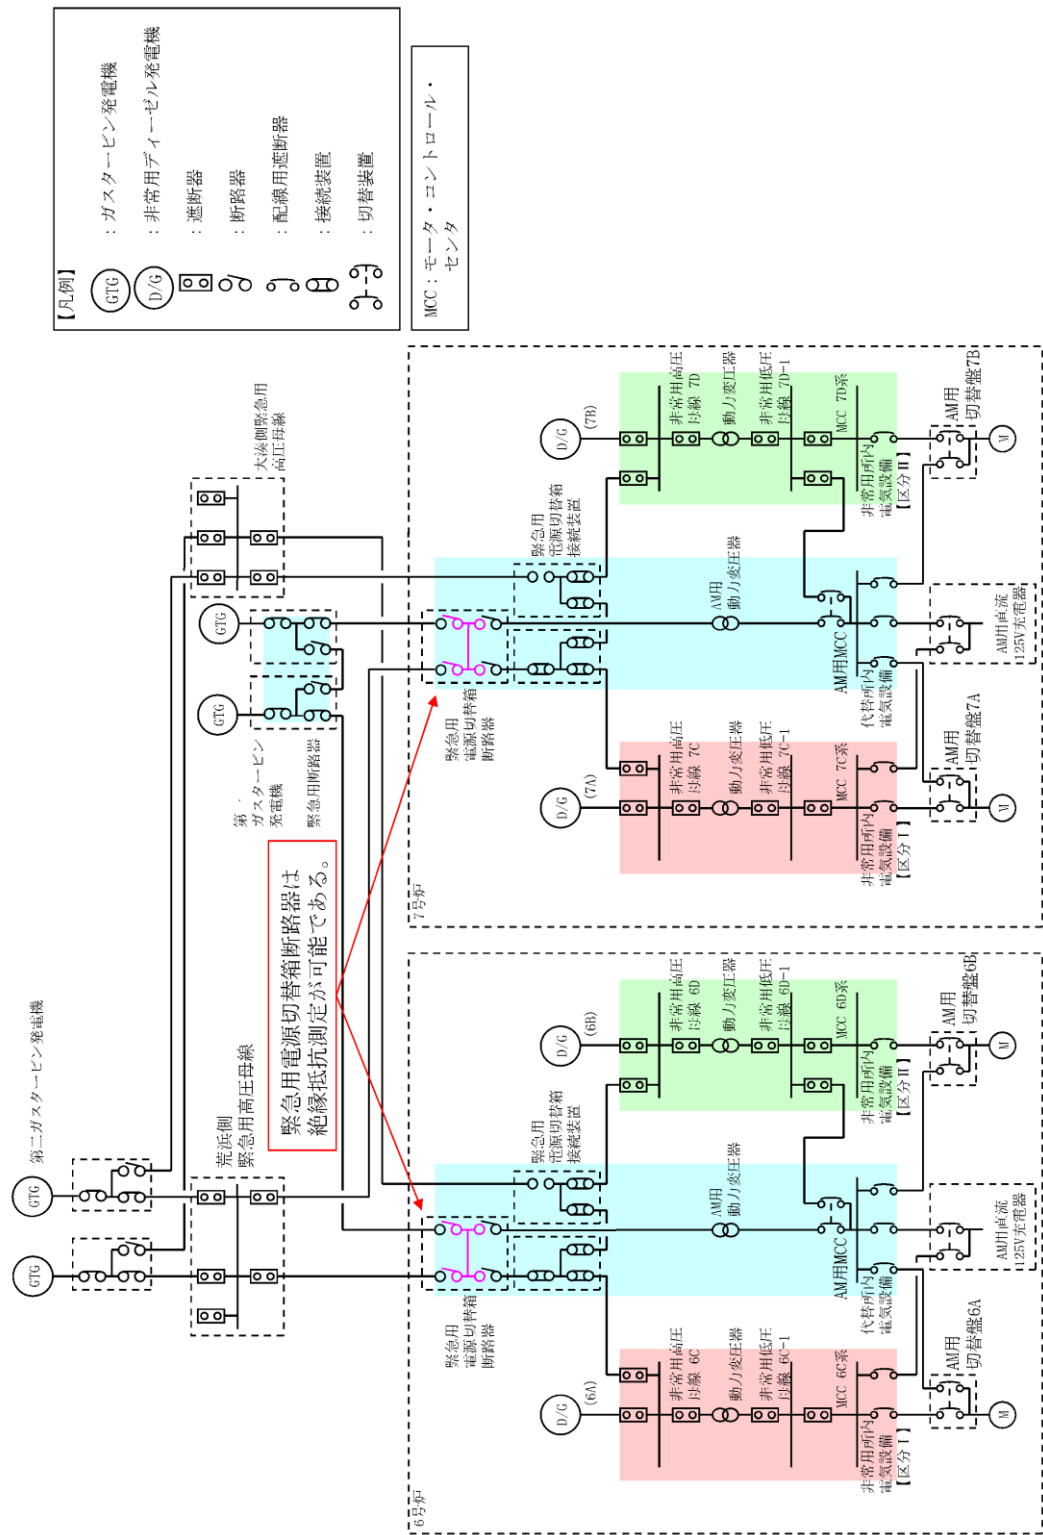 第二ガスタービン発電機
GTG
GTG
荒浜側
緊急用高圧母線
緊急用電源切替箱断路器は
絶縁抵抗測定が可能である。
第一
ガスタービン
発電機
緊急用断路器
GTG
GTG
大湊側緊急用
高圧母線
【凡例】
GTG
：ガスタービン発電機
D/G
：非常用ディーゼル発電機
：遮断器
：断路器
：配線用遮断器
：接続装置
：切替装置
MCC：モータ・コントロール・
センタ
6号炉
緊急用
電源切替箱
断路器
緊急用
電源切替箱
接続装置
D/G
(6A)
D/G
(6B)
非常用高圧
母線 6C
動力変圧器
非常用低圧
母線 6C-1
MCC 6C系
非常用所内
電気設備
【区分Ⅰ】
AM用
動力変圧器
AM用MCC
代替所内
電気設備
非常用高圧
母線 6D
動力変圧器
非常用低圧
母線 6D-1
MCC 6D系
非常用所内
電気設備
【区分Ⅱ】
AM用
切替盤6A
M
AM用直流
125V充電器
AM用
切替盤6B
M
7号炉
緊急用
電源切替箱
断路器
緊急用
電源切替箱
接続装置
D/G
(7A)
D/G
(7B)
非常用高圧
母線 7C
動力変圧器
非常用低圧
母線 7C-1
MCC 7C系
非常用所内
電気設備
【区分Ⅰ】
AM用
動力変圧器
AM用MCC
代替所内
電気設備
非常用高圧
母線 7D
動力変圧器
非常用低圧
母線 7D-1
MCC 7D系
非常用所内
電気設備
【区分Ⅱ】
AM用
切替盤7A
M
AM用直流
125V充電器
AM用
切替盤7B
M